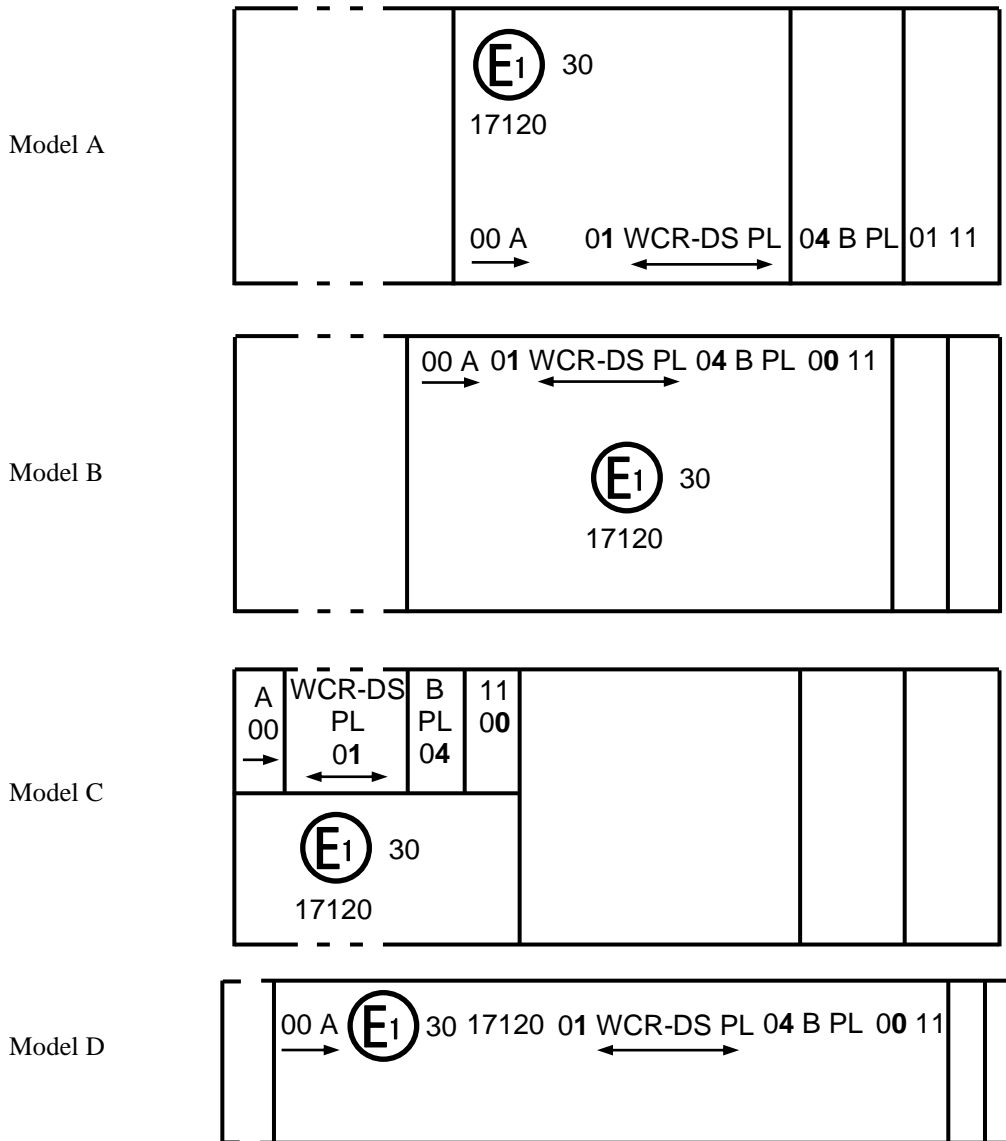 Model A
E1 30
17120
00 A 01 WCR-DS PL 04 B PL 01 11
Model B
00 A 01 WCR-DS PL 04 B PL 00 11
E1 30
17120
Model C
A WCR-DS B 11
00 PL PL 00
01 04
E1 30
17120
Model D
00 A E1 30 17120 01 WCR-DS PL 04 B PL 00 11